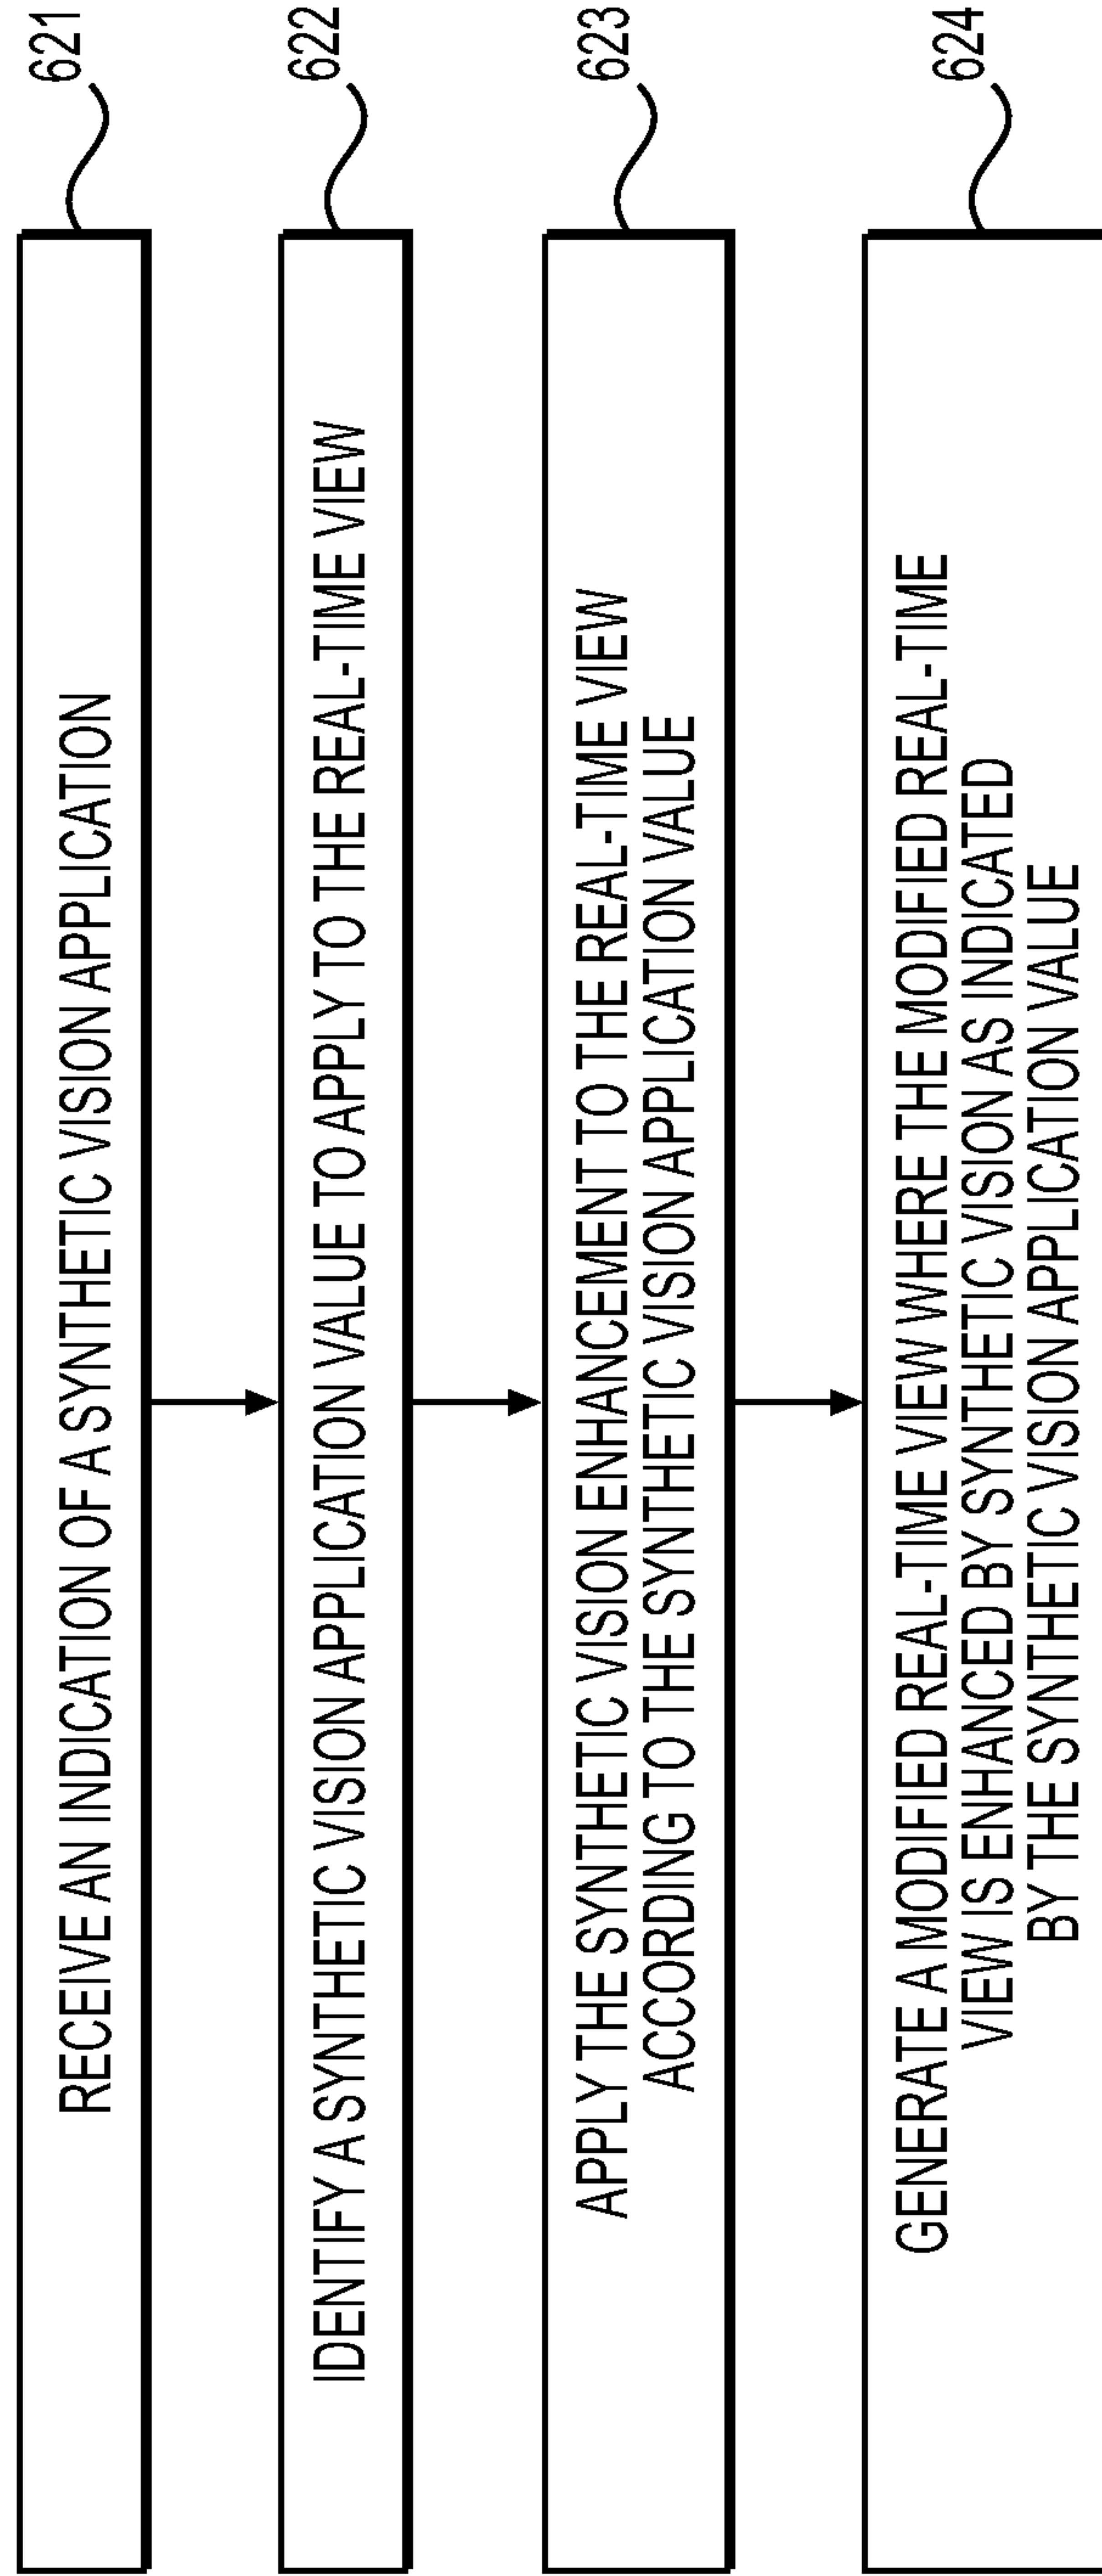 RECEIVE AN INDICATION OF A SYNTHETIC VISION APPLICATION
621
IDENTIFY A SYNTHETIC VISION APPLICATION VALUE TO APPLY TO THE REAL-TIME VIEW
622
APPLY THE SYNTHETIC VISION ENHANCEMENT TO THE REAL-TIME VIEW
ACCORDING TO THE SYNTHETIC VISION APPLICATION VALUE
623
GENERATE A MODIFIED REAL-TIME VIEW WHERE THE MODIFIED REAL-TIME
VIEW IS ENHANCED BY SYNTHETIC VISION AS INDICATED
BY THE SYNTHETIC VISION APPLICATION VALUE
624